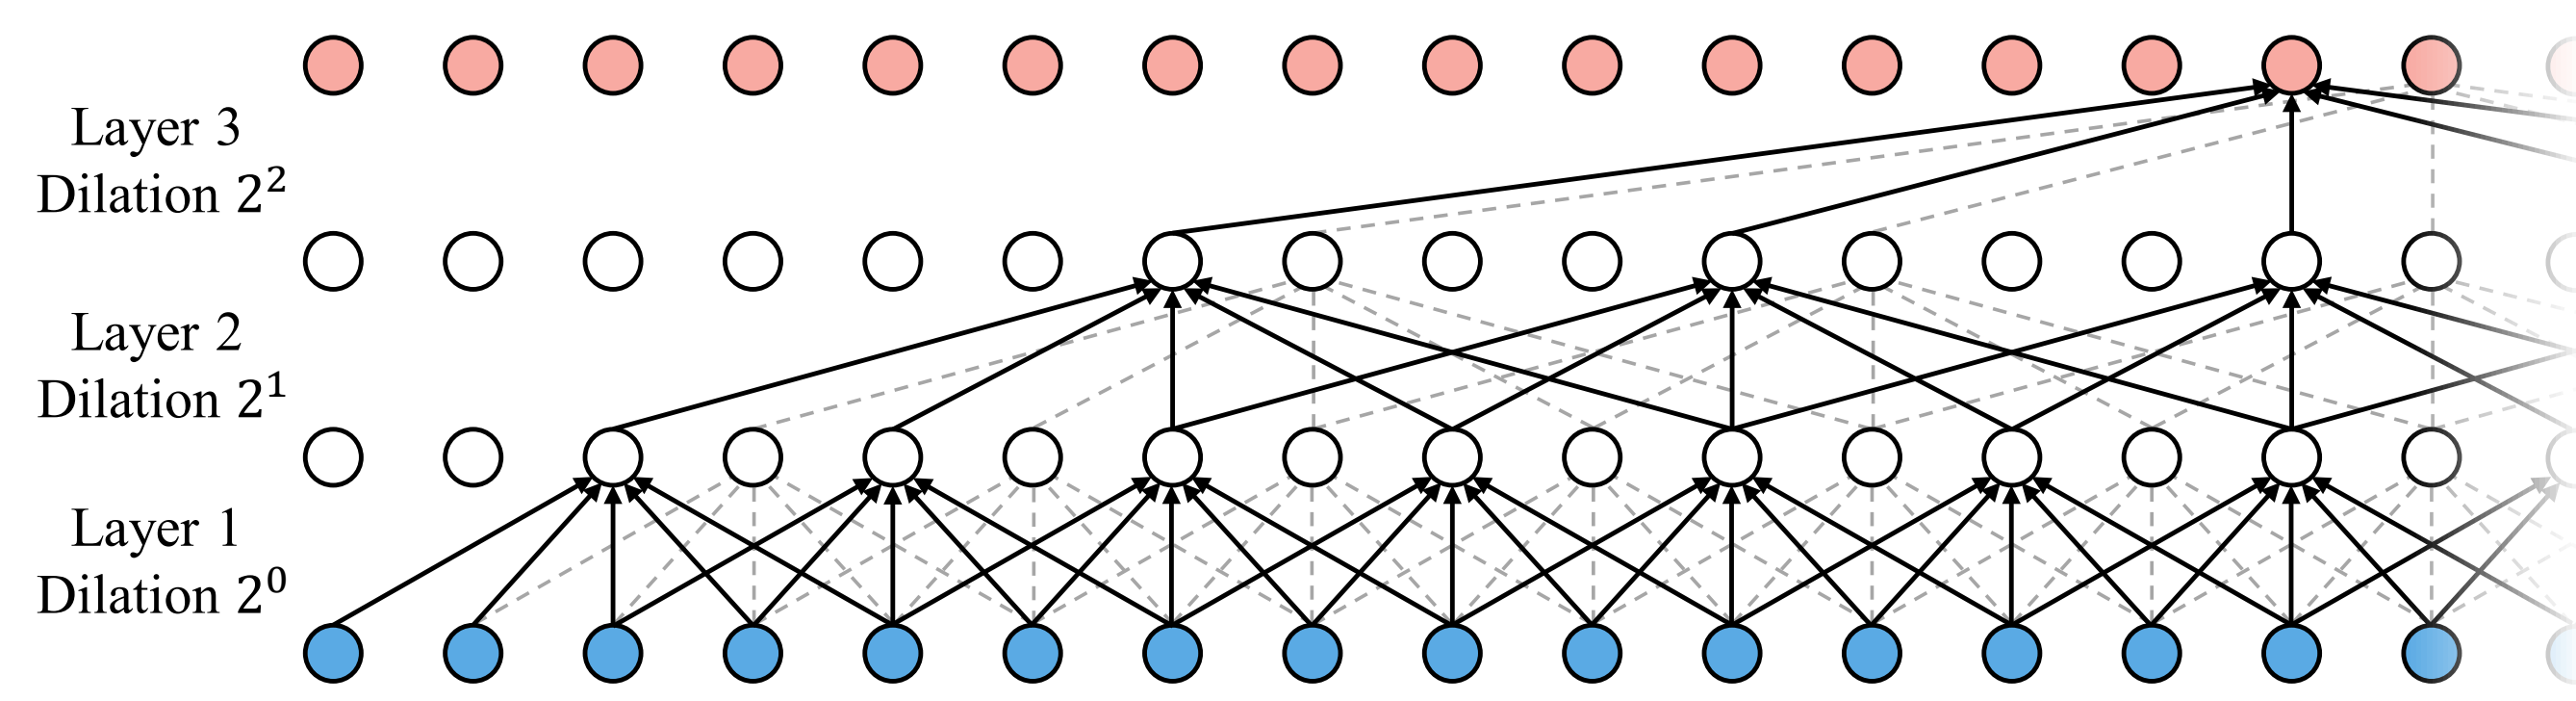 Layer 3
Dilation 2²
Layer 2
Dilation 2¹
Layer 1
Dilation 2⁰